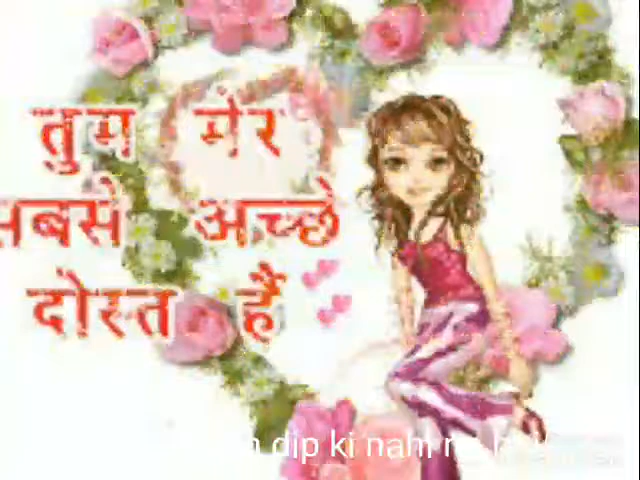 तुम मेरे
सबसे अच्छे
दोस्त हैं
dip ki nahi